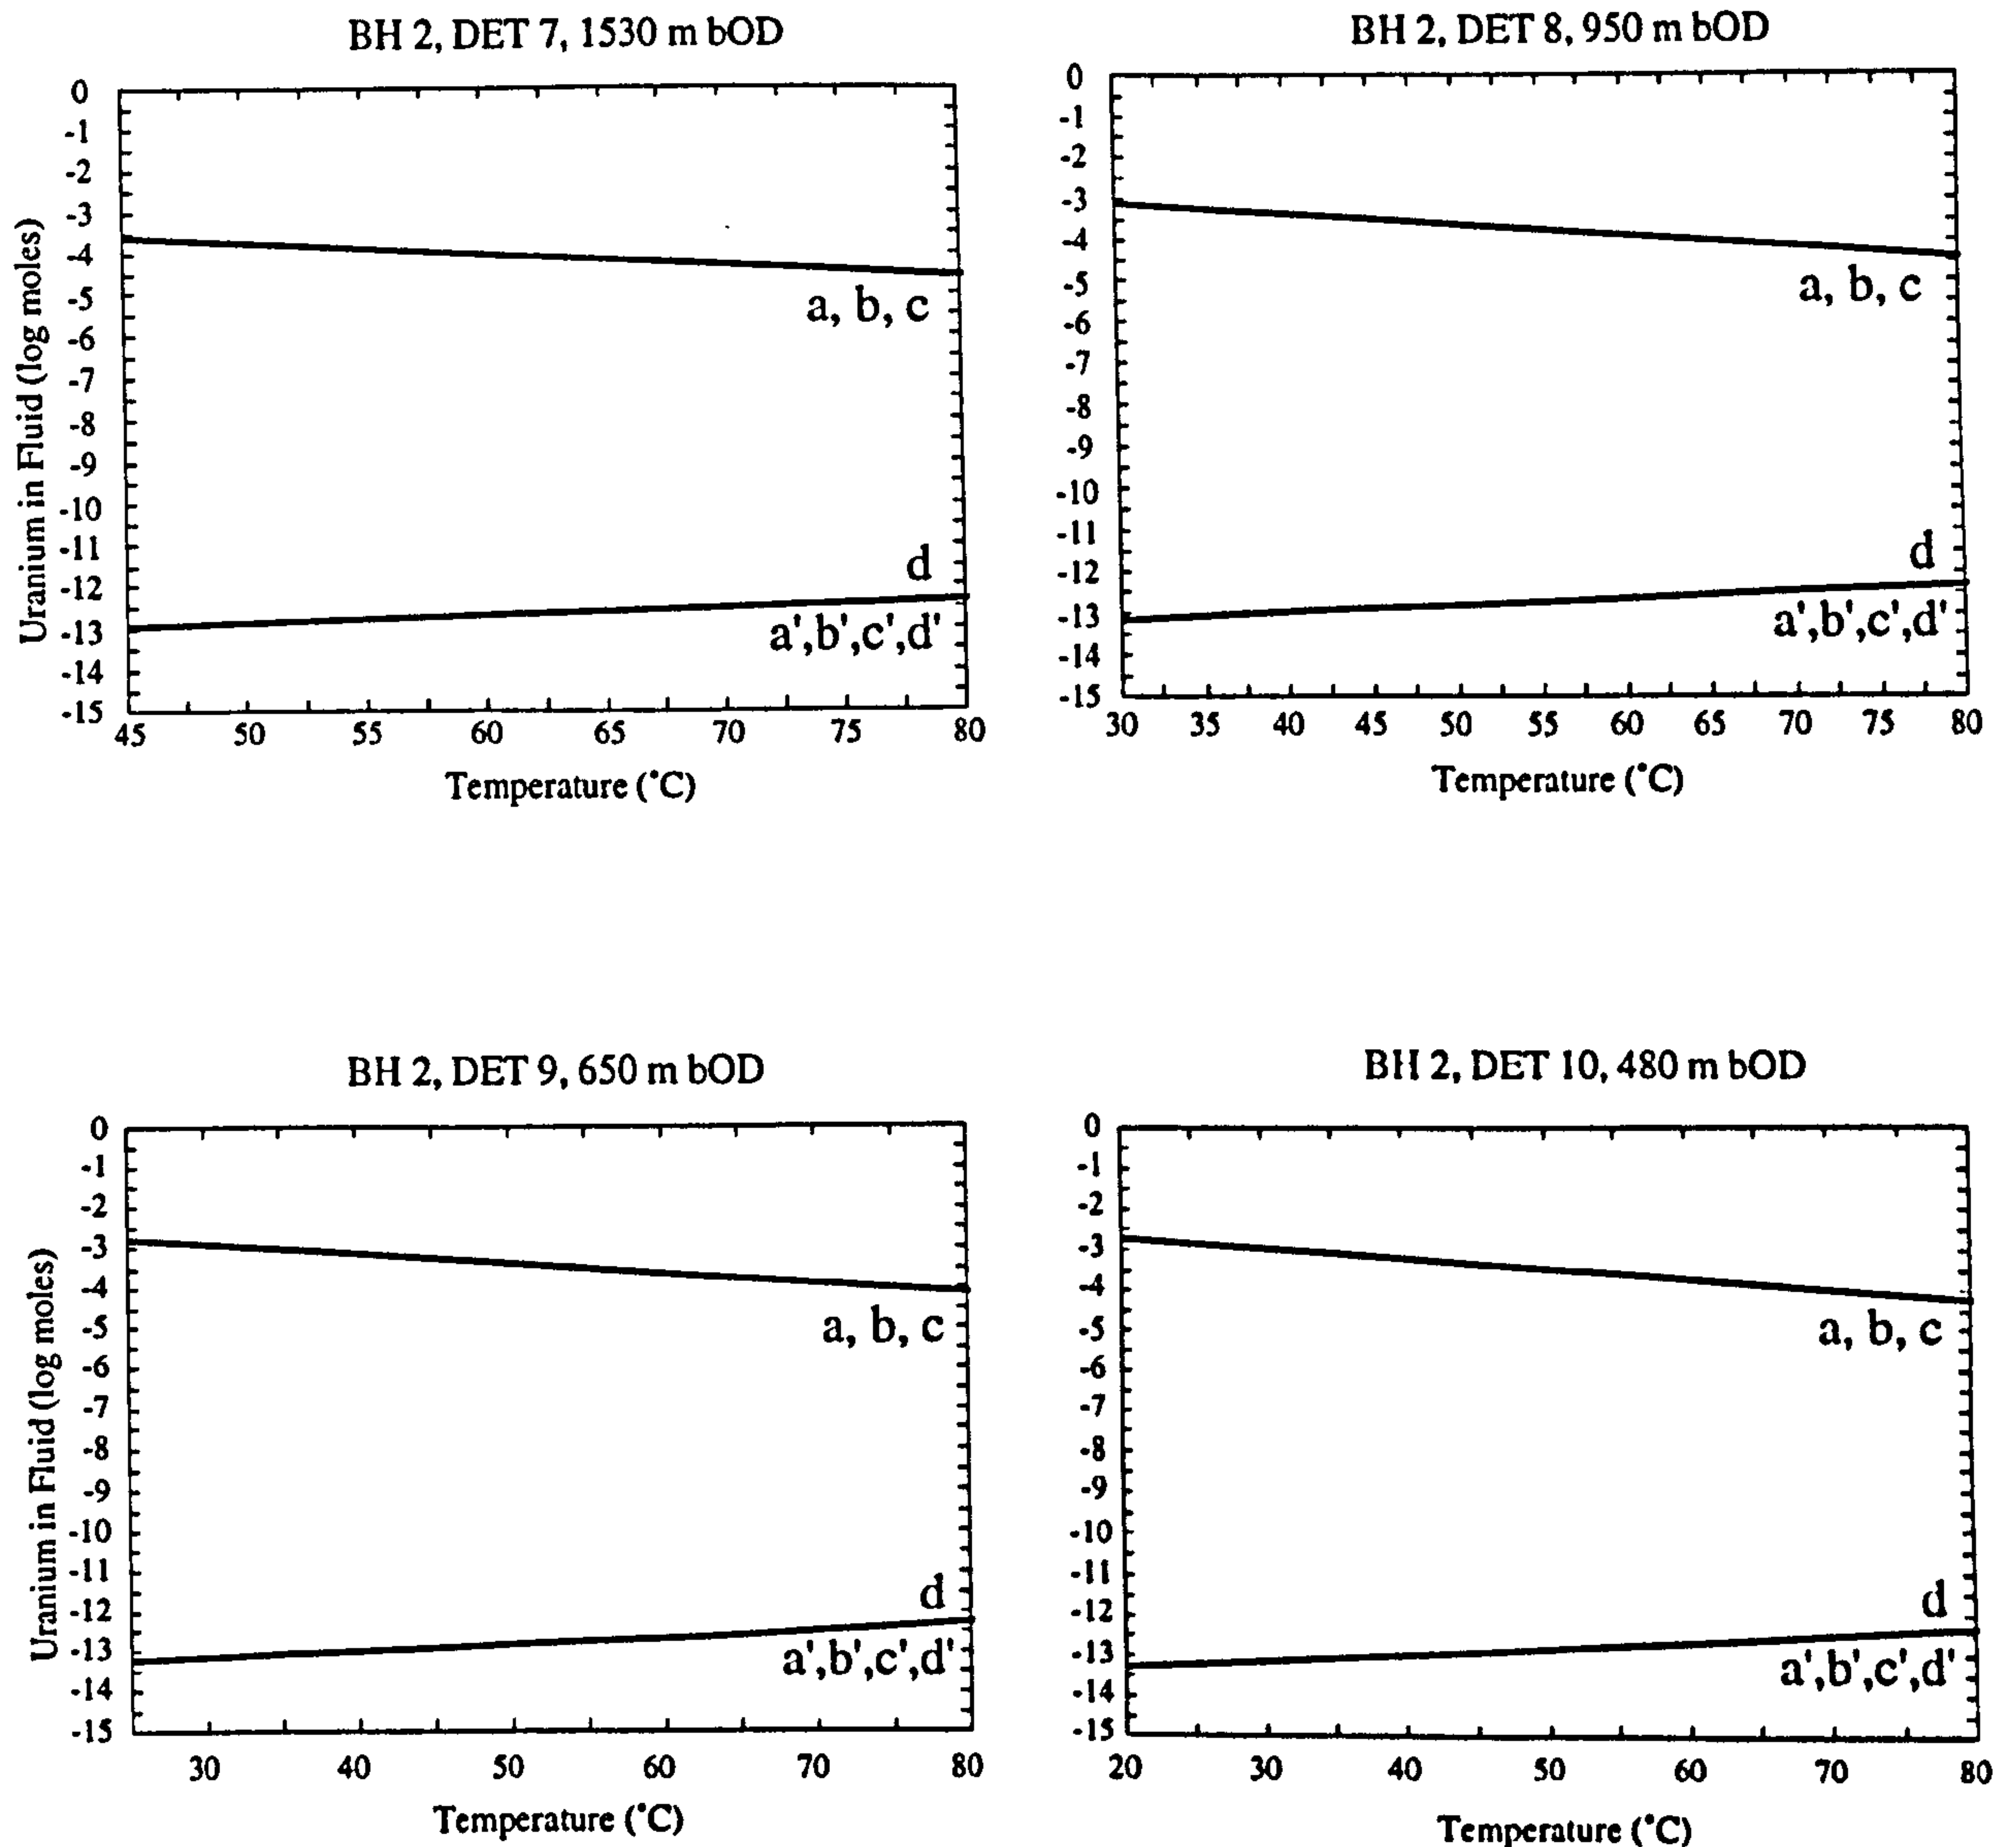 BH 2, DET 7, 1530 m bOD
0
-1
-2
-3
-4
-5
-6
-7
-8
-9
-10
-11
-12
-13
-14
-15
Uranium in Fluid (log moles)
a, b, c
d
a',b',c',d'
45 50 55 60 65 70 75 80
Temperature (°C)
BH 2, DET 8, 950 m bOD
0
-1
-2
-3
-4
-5
-6
-7
-8
-9
-10
-11
-12
-13
-14
-15
a, b, c
d
a',b',c',d'
30 35 40 45 50 55 60 65 70 75 80
Temperature (°C)
BH 2, DET 9, 650 m bOD
0
-1
-2
-3
-4
-5
-6
-7
-8
-9
-10
-11
-12
-13
-14
-15
Uranium in Fluid (log moles)
a, b, c
d
a',b',c',d'
30 40 50 60 70 80
Temperature (°C)
BH 2, DET 10, 480 m bOD
0
-1
-2
-3
-4
-5
-6
-7
-8
-9
-10
-11
-12
-13
-14
-15
a, b, c
d
a',b',c',d'
20 30 40 50 60 70 80
Temperature (°C)